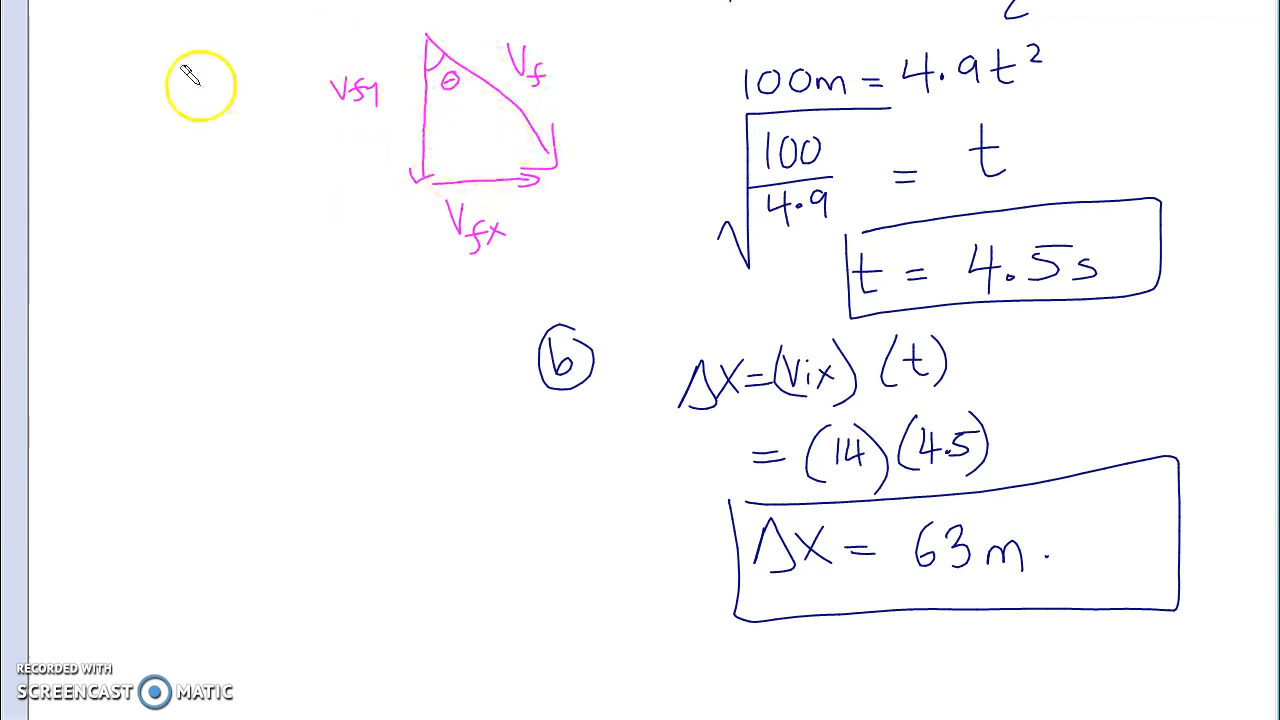 Vfy
θ
Vf
Vfx
100m = 4.9t²
√(100/4.9) = t
t = 4.5s
b
ΔX = (Vix) (t)
= (14) (4.5)
ΔX = 63m.
RECORDED WITH
SCREENCAST MATIC